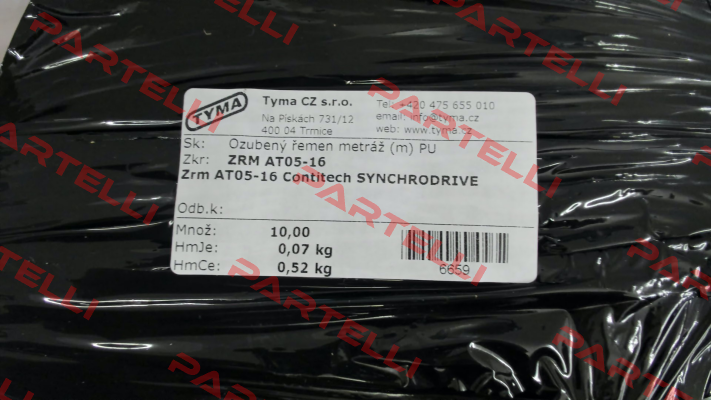 TYMA
Tyma CZ s.r.o.
Na Pískách 731/12
400 04 Trmice
Tel: +420 475 655 010
email: info@tyma.cz
web: www.tyma.cz
Sk: Ozubený řemen metráž (m) PU
Zkr: ZRM AT05-16
Zrm AT05-16 Contitech SYNCHRODRIVE
Odb.k:
Množ: 10,00
HmJe: 0,07 kg
HmCe: 0,52 kg
6659
PARTELLI
PARTELLI
PARTELLI
PARTELLI
PARTELLI
PARTELLI
PARTELLI
PARTELLI